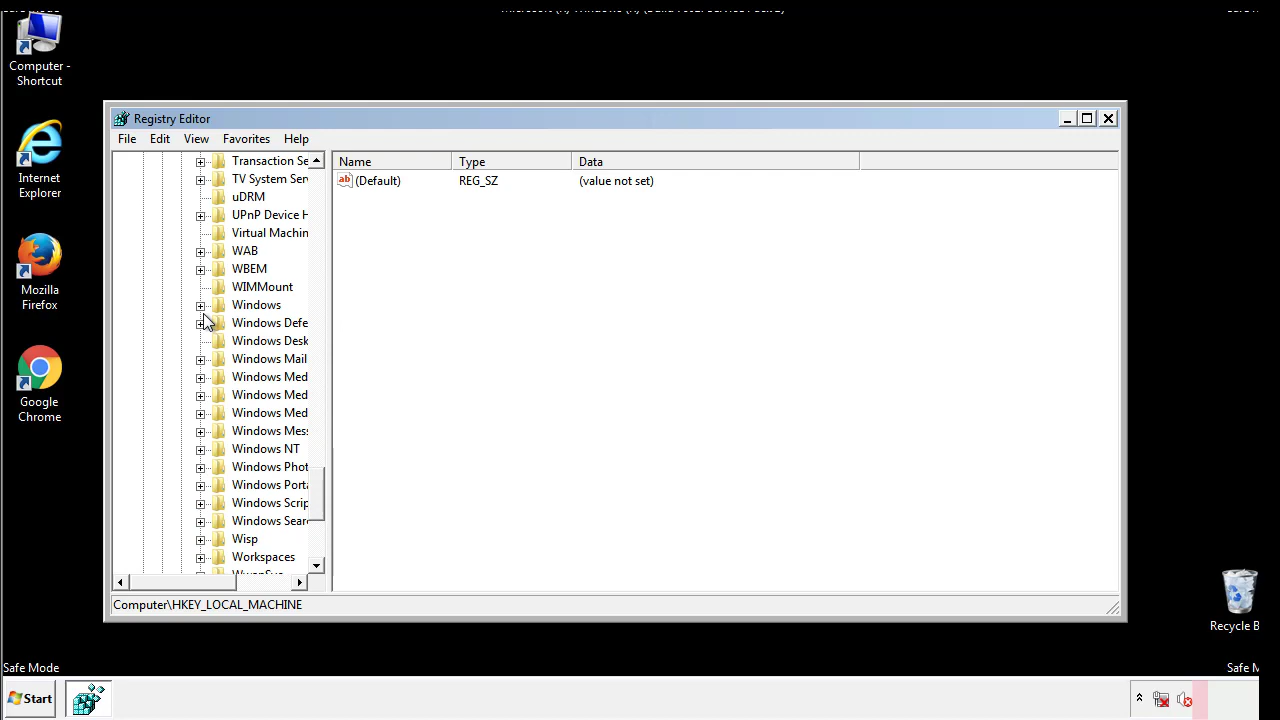 Computer -
Shortcut
Internet
Explorer
Mozilla
Firefox
Google
Chrome
Registry Editor
File Edit View Favorites Help
Transaction Se
TV System Serv
uDRM
UPnP Device H
Virtual Machin
WAB
WBEM
WIMMount
Windows
Windows Defe
Windows Desk
Windows Mail
Windows Med
Windows Med
Windows Med
Windows Mess
Windows NT
Windows Phot
Windows Porta
Windows Scrip
Windows Sear
Wisp
Workspaces
Name Type Data
ab (Default) REG_SZ (value not set)
Computer\HKEY_LOCAL_MACHINE
Recycle B
Safe Mode
Safe M
Start